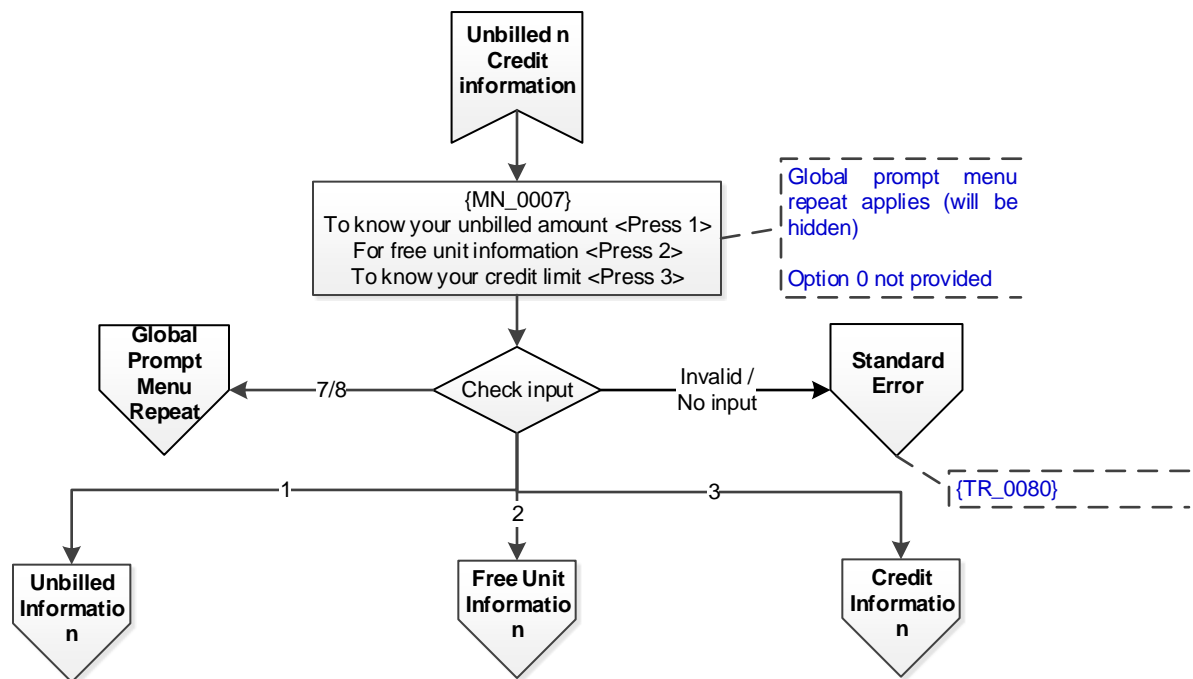 Unbilled n
Credit
information
{MN_0007}
To know your unbilled amount <Press 1>
For free unit information <Press 2>
To know your credit limit <Press 3>
Global prompt menu
repeat applies (will be
hidden)
Option 0 not provided
Global
Prompt
Menu
Repeat
7/8
Check input
Invalid /
No input
Standard
Error
{TR_0080}
1
2
3
Unbilled
Informatio
n
Free Unit
Informatio
n
Credit
Informatio
n